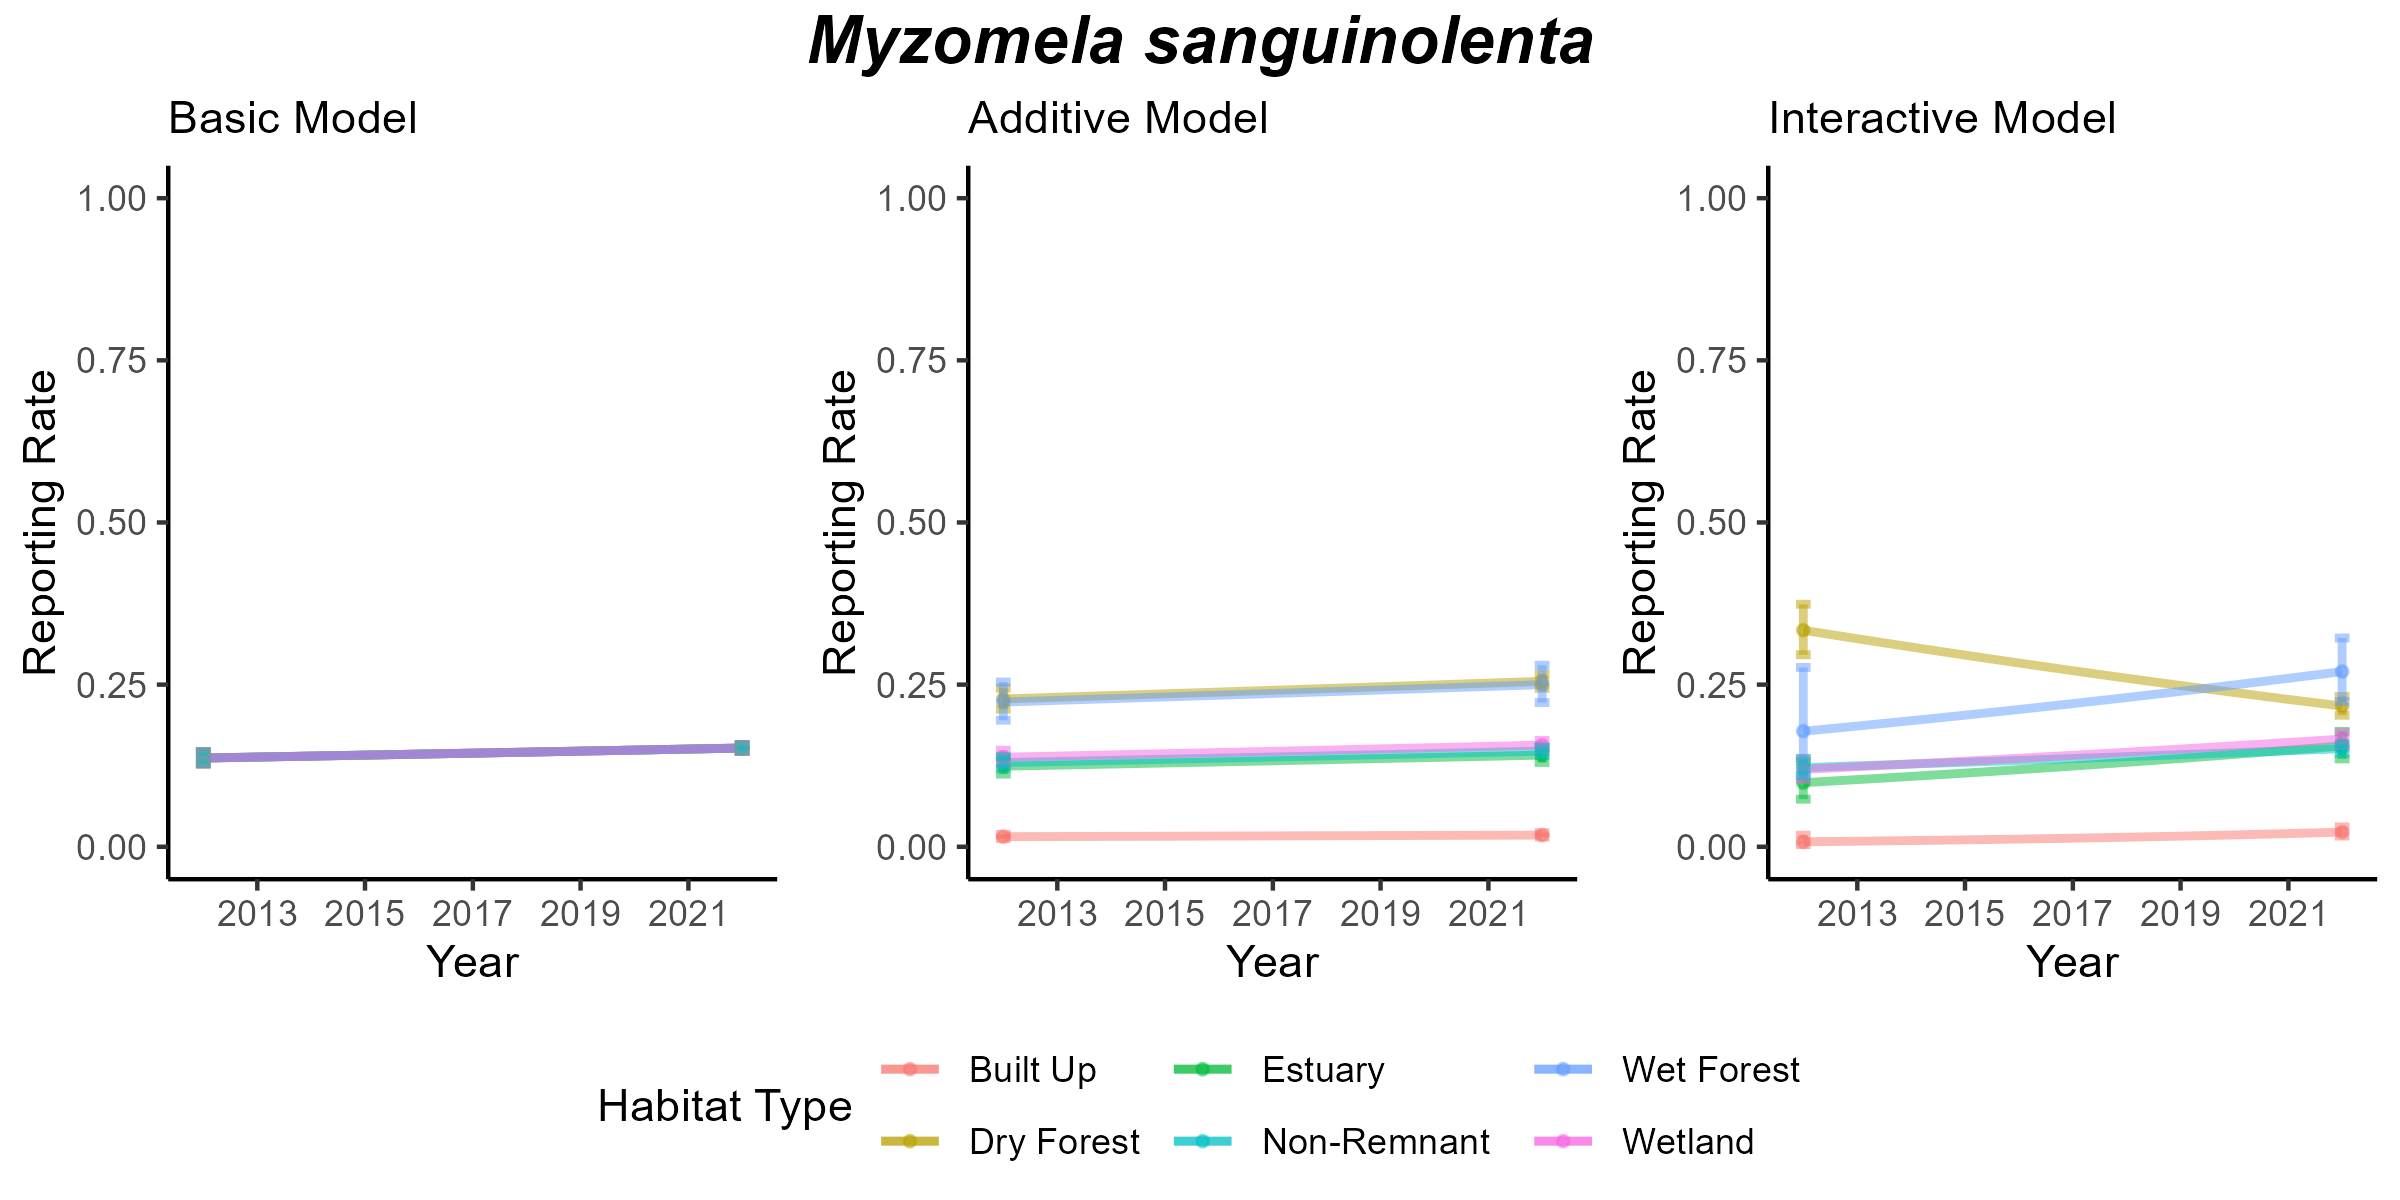 Myzomela sanguinolenta
Basic Model
Additive Model
Interactive Model
Reporting Rate
1.00
0.75
0.50
0.25
0.00
2013 2015 2017 2019 2021
Year
Reporting Rate
1.00
0.75
0.50
0.25
0.00
2013 2015 2017 2019 2021
Year
Reporting Rate
1.00
0.75
0.50
0.25
0.00
2013 2015 2017 2019 2021
Year
Habitat Type
Built Up
Estuary
Wet Forest
Dry Forest
Non-Remnant
Wetland